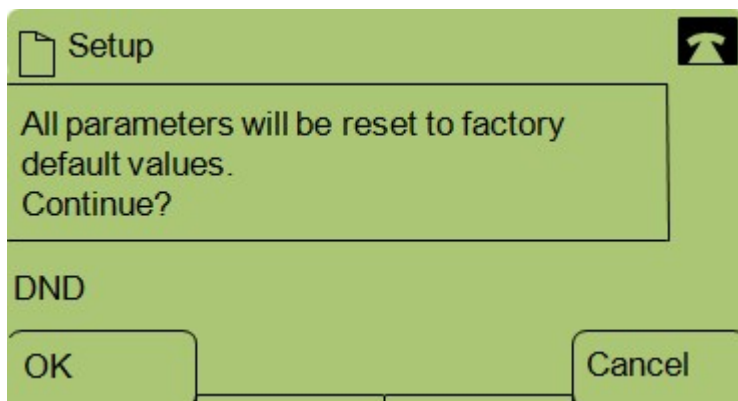 Setup
All parameters will be reset to factory
default values.
Continue?
DND
OK
Cancel